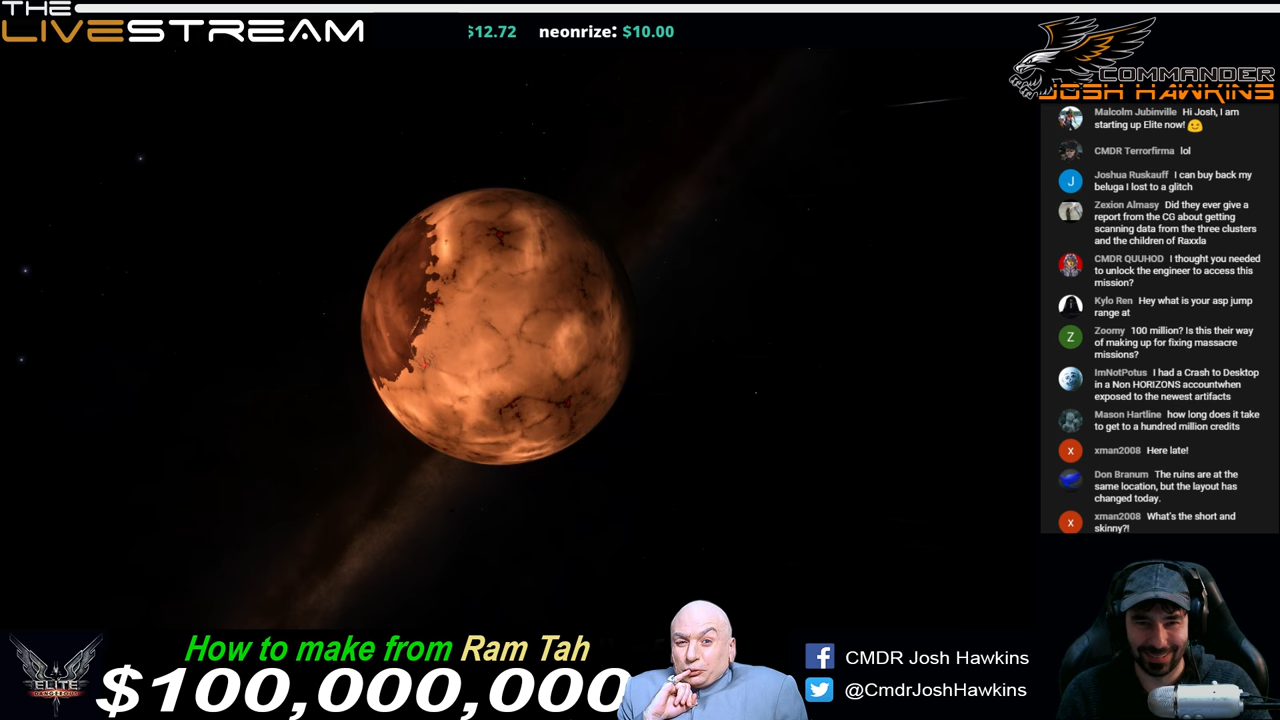 THE
LIVESTREAM
$12.72 neonrize: $10.00
COMMANDER
JOSH HAWKINS
Malcolm Jubinville Hi Josh, I am
starting up Elite now!
CMDR Terrorfirma lol
J
Joshua Ruskauff I can buy back my
beluga I lost to a glitch
Zexion Almasy Did they ever give a
report from the CG about getting
scanning data from the three clusters
and the children of Raxxla
CMDR QUUHOD I thought you needed
to unlock the engineer to access this
mission?
Kylo Ren Hey what is your asp jump
range at
Z
Zoomy 100 million? Is this their way
of making up for fixing massacre
missions?
ImNotPotus I had a Crash to Desktop
in a Non HORIZONS accountwhen
exposed to the newest artifacts
Mason Hartline how long does it take
to get to a hundred million credits
x
xman2008 Here late!
Don Branum The ruins are at the
same location, but the layout has
changed today.
x
xman2008 What's the short and
skinny?!
How to make from Ram Tah
$100,000,000
ELITE
DANGEROUS
CMDR Josh Hawkins
@CmdrJoshHawkins